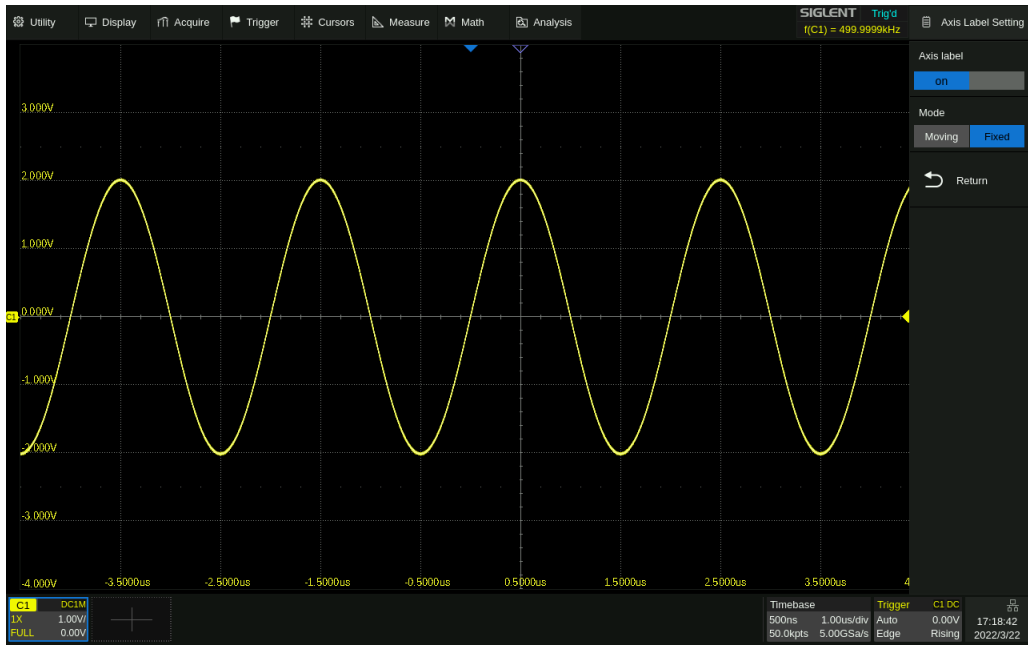 Utility Display Acquire Trigger Cursors Measure Math Analysis
SIGLENT Trig'd
f(C1) = 499.9999kHz
Axis Label Setting
Axis label
on
Mode
Moving Fixed
Return
3.000V
2.000V
1.000V
C1 0.000V
-1.000V
-2.000V
-3.000V
-4.000V -3.5000us -2.5000us -1.5000us -0.5000us 0.5000us 1.5000us 2.5000us 3.5000us 4
C1 DC1M
1X 1.00V/
FULL 0.00V
Timebase
500ns 1.00us/div
50.0kpts 5.00GSa/s
Trigger C1 DC
Auto 0.00V
Edge Rising
17:18:42
2022/3/22